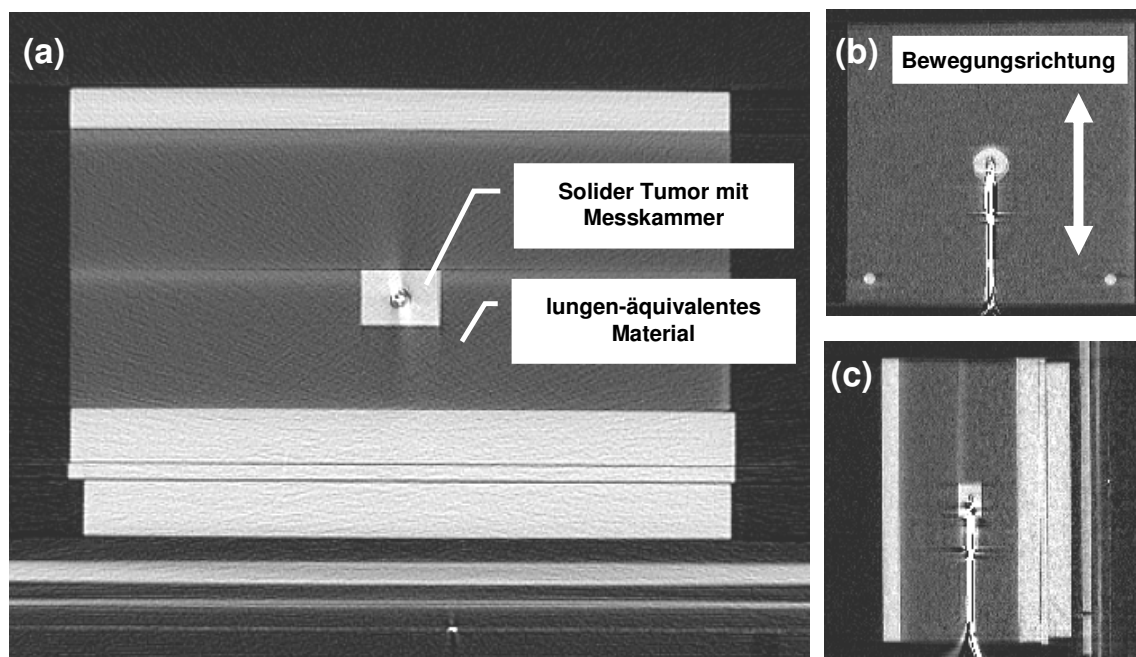 (a)
Solider Tumor mit
Messkammer
lungen-äquivalentes
Material
(b)
Bewegungsrichtung
(c)